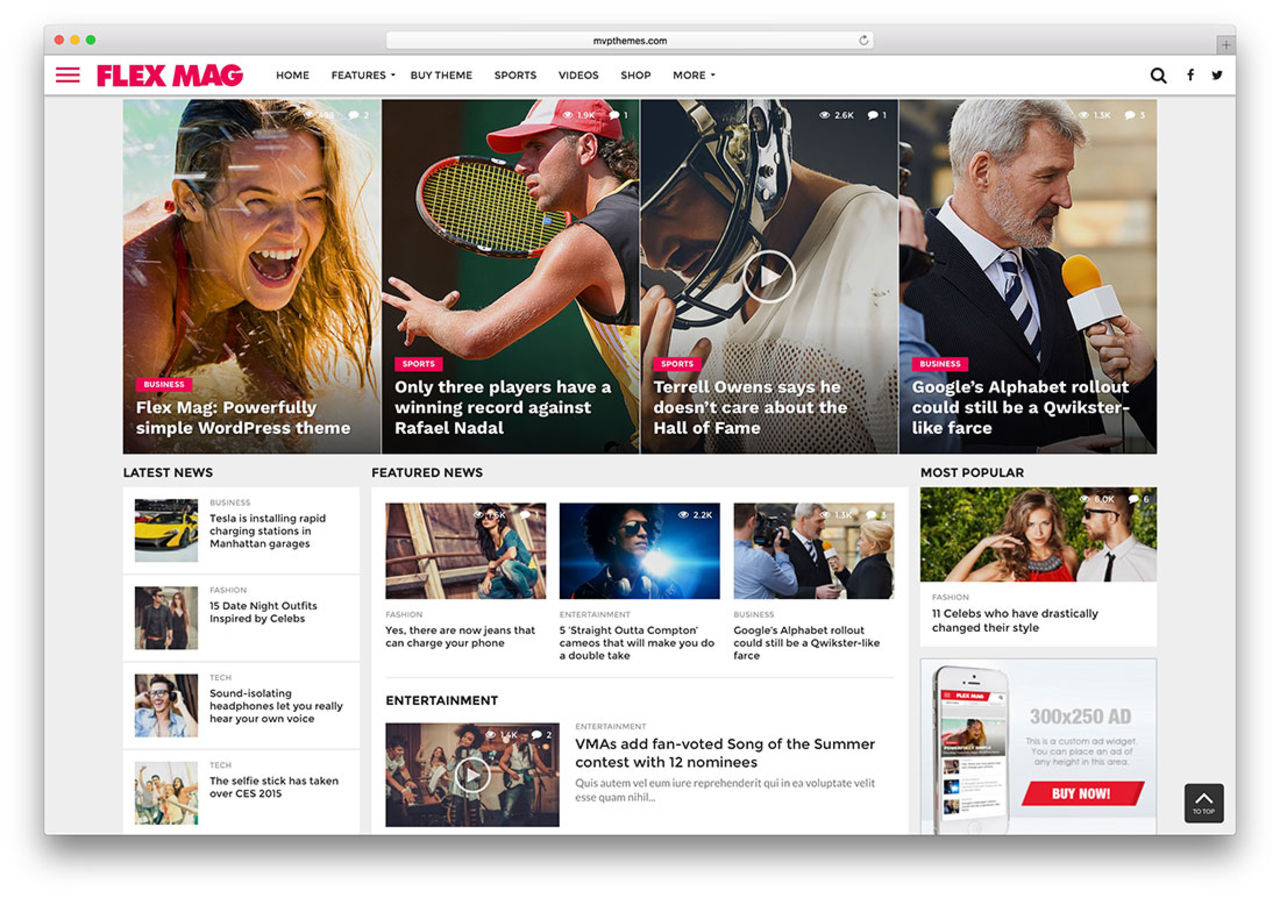 mvpthemes.com
FLEX MAG
HOME FEATURES BUY THEME SPORTS VIDEOS SHOP MORE
2
1.9K 1
2.6K 1
1.3K 3
BUSINESS
Flex Mag: Powerfully
simple WordPress theme
SPORTS
Only three players have a
winning record against
Rafael Nadal
SPORTS
Terrell Owens says he
doesn’t care about the
Hall of Fame
BUSINESS
Google’s Alphabet rollout
could still be a Qwikster-
like farce
LATEST NEWS
BUSINESS
Tesla is installing rapid
charging stations in
Manhattan garages
FASHION
15 Date Night Outfits
Inspired by Celebs
TECH
Sound-isolating
headphones let you really
hear your own voice
TECH
The selfie stick has taken
over CES 2015
FEATURED NEWS
1
FASHION
Yes, there are now jeans that
can charge your phone
2.2K
ENTERTAINMENT
5 ‘Straight Outta Compton’
cameos that will make you do
a double take
1.3K 3
BUSINESS
Google’s Alphabet rollout
could still be a Qwikster-like
farce
ENTERTAINMENT
1.4K 2
ENTERTAINMENT
VMAs add fan-voted Song of the Summer
contest with 12 nominees
Quis autem vel eum iure reprehenderit qui in ea voluptate velit
esse quam nihil...
MOST POPULAR
6.0K 6
FASHION
11 Celebs who have drastically
changed their style
FLEX MAG
300x250 AD
This is a custom ad widget.
You can place an ad of
any height in this area.
BUY NOW!
TO TOP